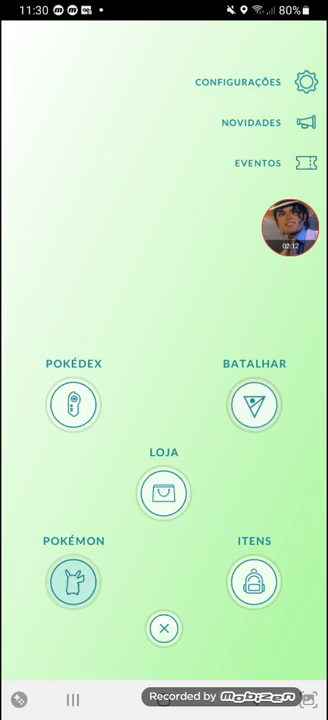 11:30
80%
CONFIGURAÇÕES
NOVIDADES
EVENTOS
02:12
POKÉDEX
BATALHAR
LOJA
POKÉMON
ITENS
Recorded by mobizen